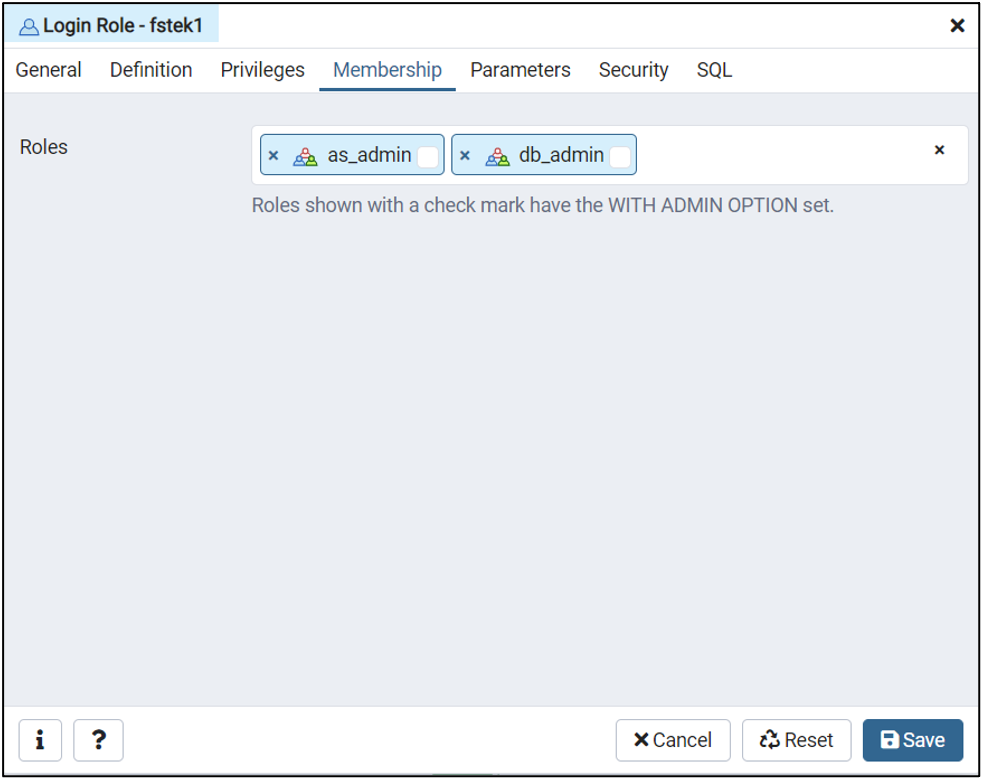 Login Role - fstek1
General Definition Privileges Membership Parameters Security SQL
Roles
as_admin db_admin
Roles shown with a check mark have the WITH ADMIN OPTION set.
i ? Cancel Reset Save